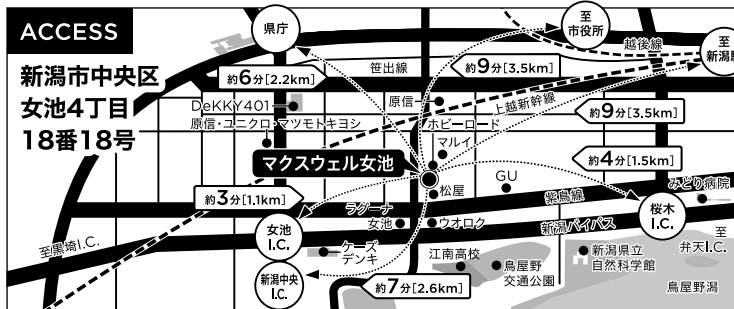 ACCESS
新潟市中央区
女池4丁目
18番18号
県庁
至
市役所
越後線
至
新潟駅
笹出線
約6分[2.2km]
約9分[3.5km]
DeKKY401
原信
上越新幹線
約9分[3.5km]
原信・ユニクロ・マツモトキヨシ
ホビーロード
マルイ
マクスウェル女池
約4分[1.5km]
GU
みどり病院
約3分[1.1km]
松屋
紫鳥線
ラグーナ
女池
ウオロク
新潟バイパス
桜木
I.C.
至黒埼I.C.
女池
I.C.
ケーズ
デンキ
江南高校
鳥屋野
交通公園
新潟県立
自然科学館
至
弁天I.C.
新潟中央
I.C.
約7分[2.6km]
鳥屋野潟